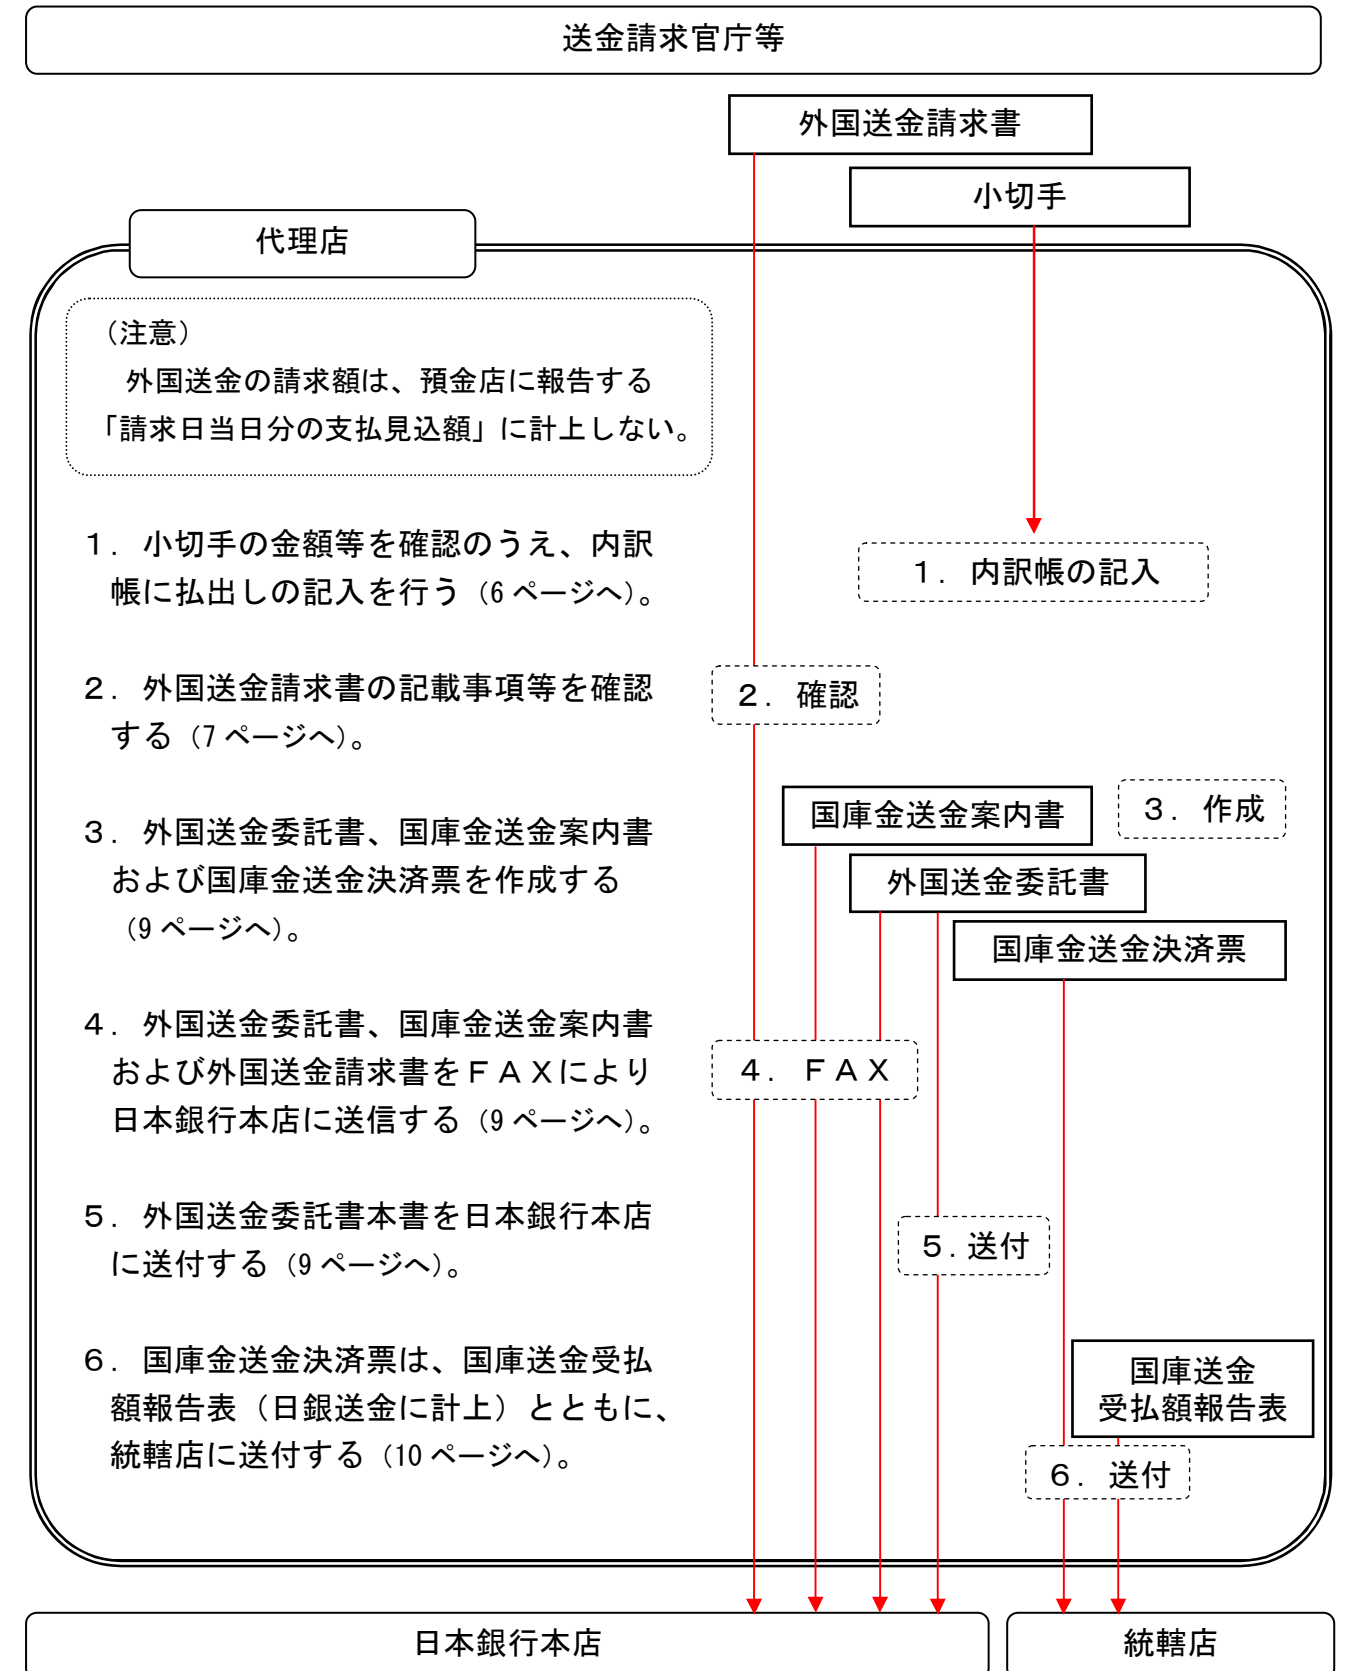 送金請求官庁等
外国送金請求書
小切手
代理店
（注意）
外国送金の請求額は、預金店に報告する
「請求日当日分の支払見込額」に計上しない。
１．小切手の金額等を確認のうえ、内訳
帳に払出しの記入を行う（6 ページへ）。
１．内訳帳の記入
２．外国送金請求書の記載事項等を確認
する（7 ページへ）。
２．確認
３．外国送金委託書、国庫金送金案内書
および国庫金送金決済票を作成する
（9 ページへ）。
国庫金送金案内書
３．作成
外国送金委託書
国庫金送金決済票
４．外国送金委託書、国庫金送金案内書
および外国送金請求書をＦＡＸにより
日本銀行本店に送信する（9 ページへ）。
４．ＦＡＸ
５．外国送金委託書本書を日本銀行本店
に送付する（9 ページへ）。
５．送付
６．国庫金送金決済票は、国庫送金受払
額報告表（日銀送金に計上）とともに、
統轄店に送付する（10 ページへ）。
国庫送金
受払額報告表
６．送付
日本銀行本店
統轄店